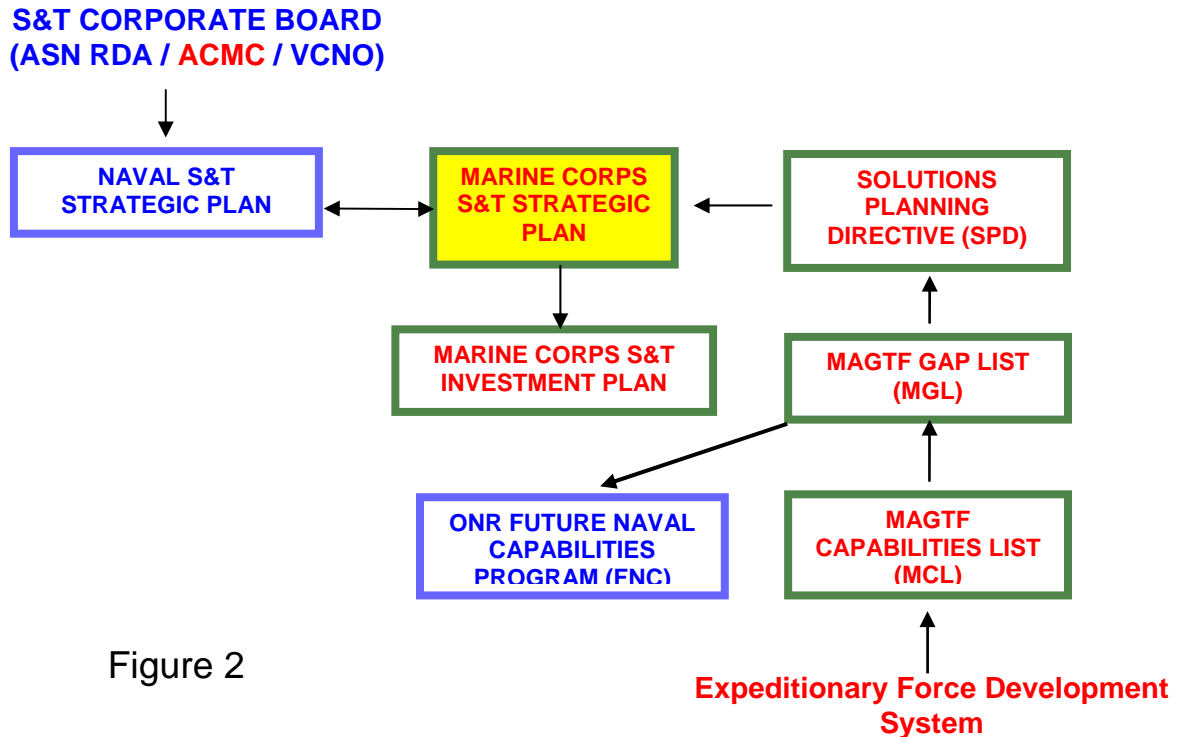 S&T CORPORATE BOARD
(ASN RDA / ACMC / VCNO)
NAVAL S&T
STRATEGIC PLAN
MARINE CORPS
S&T STRATEGIC
PLAN
SOLUTIONS
PLANNING
DIRECTIVE (SPD)
MARINE CORPS S&T
INVESTMENT PLAN
MAGTF GAP LIST
(MGL)
ONR FUTURE NAVAL
CAPABILITIES
PROGRAM (FNC)
MAGTF
CAPABILITIES LIST
(MCL)
Figure 2
Expeditionary Force Development
System